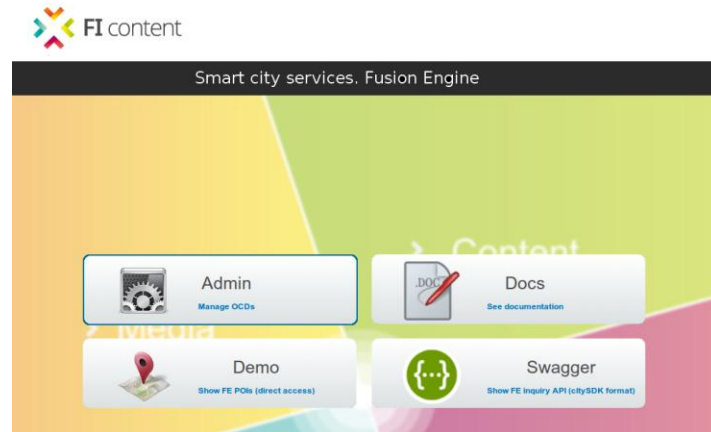 FI content
Smart city services. Fusion Engine
Content
Admin
Manage OCDs
.DOC
Docs
See documentation
Media
Demo
Show FE POIs (direct access)
{···}
Swagger
Show FE inquiry API (citySDK format)